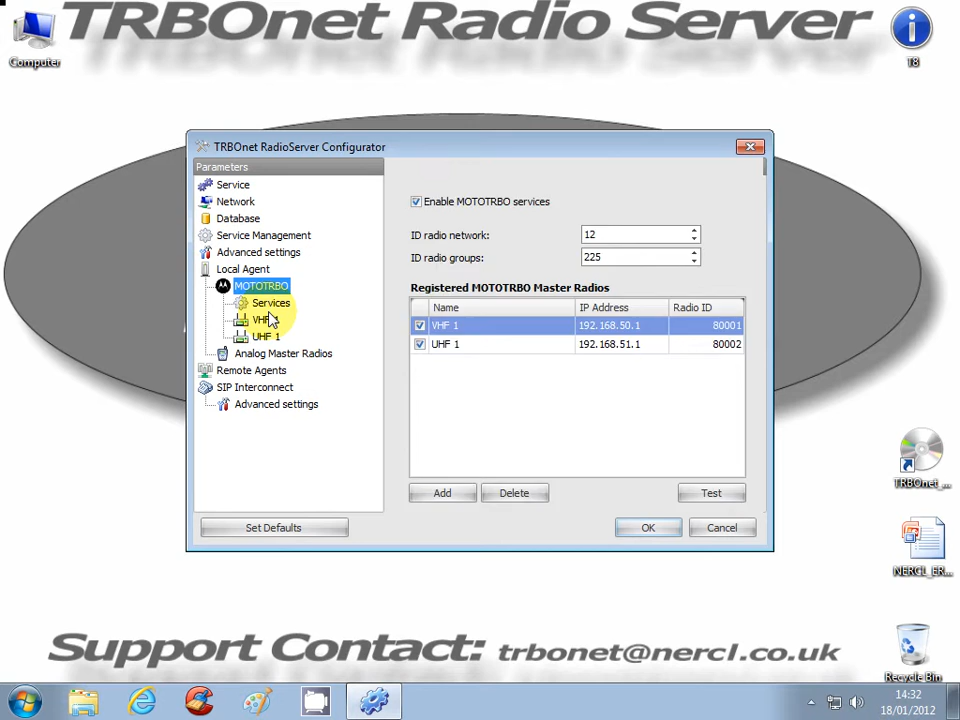 TRBOnet Radio Server
Computer
T8
TRBOnet RadioServer Configurator
Parameters
Service
Network
Database
Service Management
Advanced settings
Local Agent
MOTOTRBO
Services
VHF 1
UHF 1
Analog Master Radios
Remote Agents
SIP Interconnect
Advanced settings
Set Defaults
Enable MOTOTRBO services
ID radio network: 12
ID radio groups: 225
Registered MOTOTRBO Master Radios
Name IP Address Radio ID
VHF 1 192.168.50.1 80001
UHF 1 192.168.51.1 80002
Add Delete Test
OK Cancel
TRBOnet_...
NERCL_ER...
Recycle Bin
Support Contact: trbonet@nercl.co.uk
14:32
18/01/2012